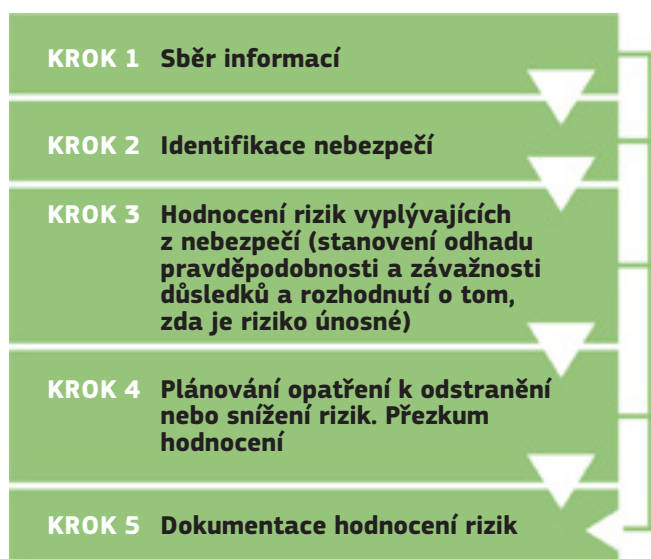 KROK 1 Sběr informací
KROK 2 Identifikace nebezpečí
KROK 3 Hodnocení rizik vyplývajících
z nebezpečí (stanovení odhadu
pravděpodobnosti a závažnosti
důsledků a rozhodnutí o tom,
zda je riziko únosné)
KROK 4 Plánování opatření k odstranění
nebo snížení rizik. Přezkum
hodnocení
KROK 5 Dokumentace hodnocení rizik